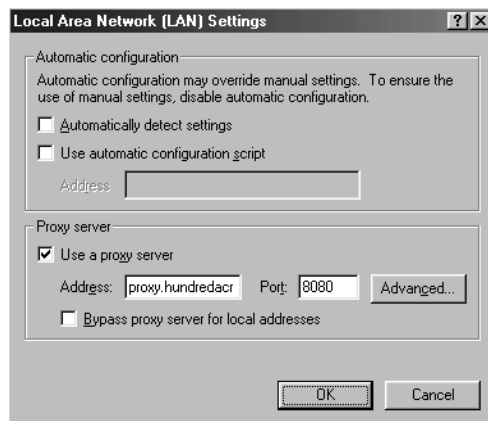 Local Area Network (LAN) Settings
Automatic configuration
Automatic configuration may override manual settings. To ensure the
use of manual settings, disable automatic configuration.
Automatically detect settings
Use automatic configuration script
Address
Proxy server
Use a proxy server
Address: proxy.hundredacr Port: 8080 Advanced...
Bypass proxy server for local addresses
OK Cancel